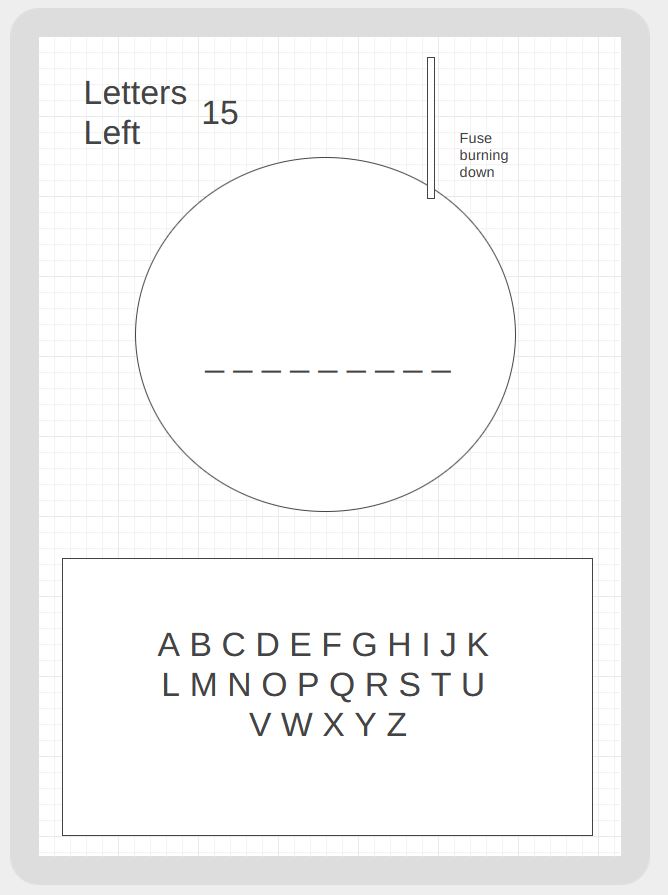 Letters
Left
15
Fuse
burning
down
_ _ _ _ _ _ _ _ _
A B C D E F G H I J K
L M N O P Q R S T U
V W X Y Z